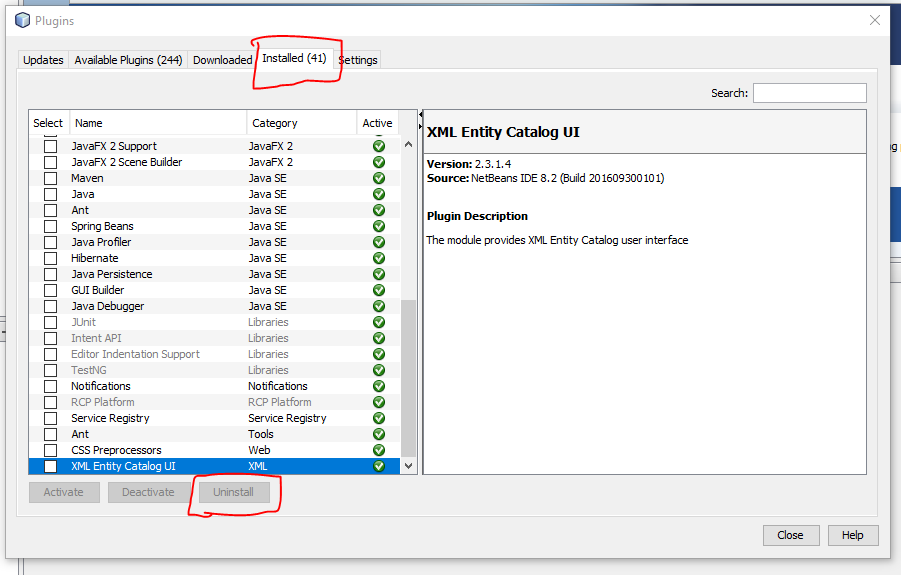 Plugins
Updates Available Plugins (244) Downloaded Installed (41) Settings
Search:
Select Name Category Active
JavaFX 2 Support JavaFX 2
JavaFX 2 Scene Builder JavaFX 2
Maven Java SE
Java Java SE
Ant Java SE
Spring Beans Java SE
Java Profiler Java SE
Hibernate Java SE
Java Persistence Java SE
GUI Builder Java SE
Java Debugger Java SE
JUnit Libraries
Intent API Libraries
Editor Indentation Support Libraries
TestNG Libraries
Notifications Notifications
RCP Platform RCP Platform
Service Registry Service Registry
Ant Tools
CSS Preprocessors Web
XML Entity Catalog UI XML
XML Entity Catalog UI
Version: 2.3.1.4
Source: NetBeans IDE 8.2 (Build 201609300101)
Plugin Description
The module provides XML Entity Catalog user interface
Activate Deactivate Uninstall
Close Help